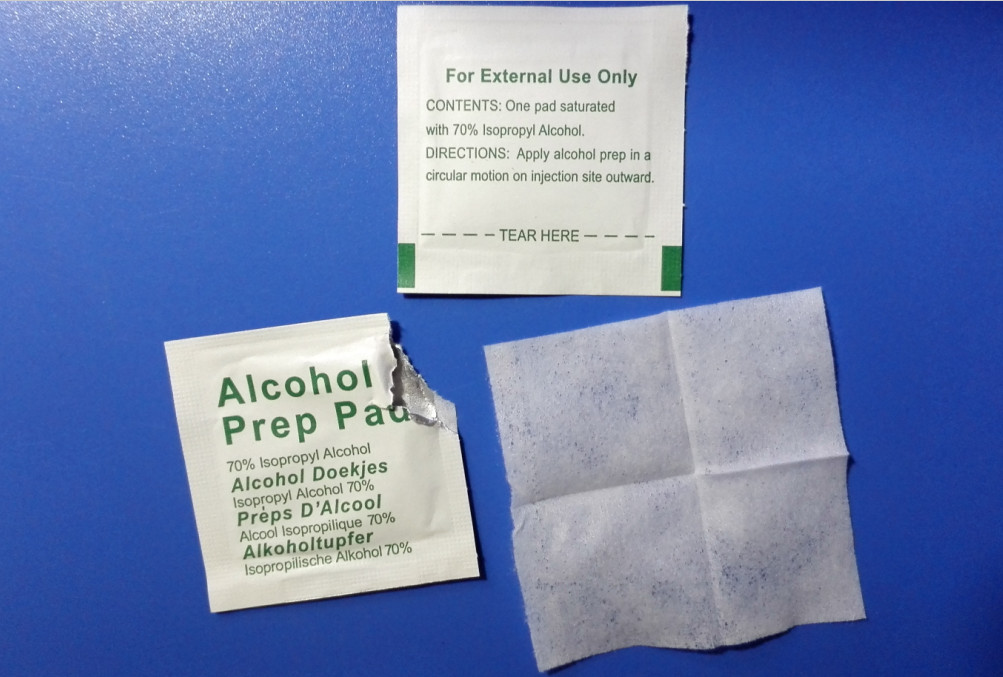 For External Use Only
CONTENTS: One pad saturated
with 70% Isopropyl Alcohol.
DIRECTIONS: Apply alcohol prep in a
circular motion on injection site outward.
– – – – TEAR HERE – – – –
Alcohol
Prep Pad
70% Isopropyl Alcohol
Alcohol Doekjes
Isopropyl Alcohol 70%
Préps D'Alcool
Alcool Isopropilique 70%
Alkoholtupfer
Isopropilische Alkohol 70%